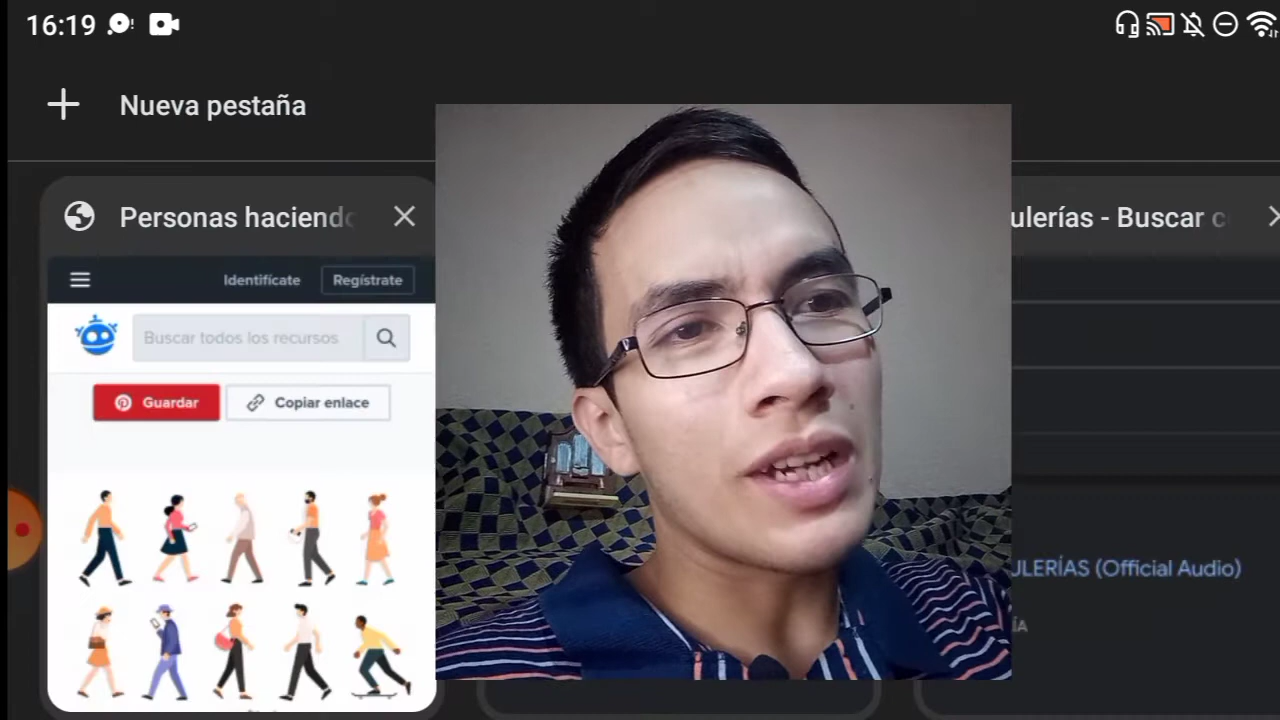 16:19
Nueva pestaña
Personas haciend
ulerías - Buscar c
Identifícate
Regístrate
Buscar todos los recursos
Guardar
Copiar enlace
ULERÍAS (Official Audio)
ÍA